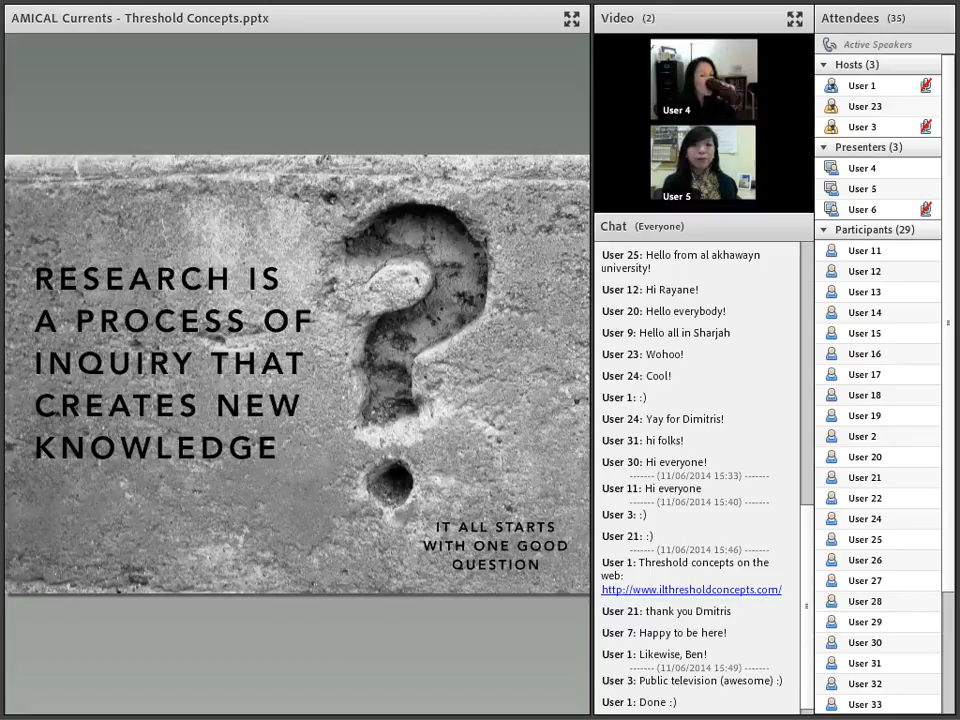 AMICAL Currents - Threshold Concepts.pptx
RESEARCH IS
A PROCESS OF
INQUIRY THAT
CREATES NEW
KNOWLEDGE
IT ALL STARTS
WITH ONE GOOD
QUESTION
Video (2)
User 4
User 5
Chat (Everyone)
User 25: Hello from al akhawayn
university!
User 12: Hi Rayane!
User 20: Hello everybody!
User 9: Hello all in Sharjah
User 23: Wohoo!
User 24: Cool!
User 1: :)
User 24: Yay for Dimitris!
User 31: hi folks!
User 30: Hi everyone!
------- (11/06/2014 15:33) -------
User 11: Hi everyone
------- (11/06/2014 15:40) -------
User 3: :)
User 21: :)
------- (11/06/2014 15:46) -------
User 1: Threshold concepts on the
web:
http://www.ilthresholdconcepts.com/
User 21: thank you Dmitris
User 7: Happy to be here!
User 1: Likewise, Ben!
------- (11/06/2014 15:49) -------
User 3: Public television (awesome) :)
User 1: Done :)
Attendees (35)
Active Speakers
Hosts (3)
User 1
User 23
User 3
Presenters (3)
User 4
User 5
User 6
Participants (29)
User 11
User 12
User 13
User 14
User 15
User 16
User 17
User 18
User 19
User 2
User 20
User 21
User 22
User 24
User 25
User 26
User 27
User 28
User 29
User 30
User 31
User 32
User 33